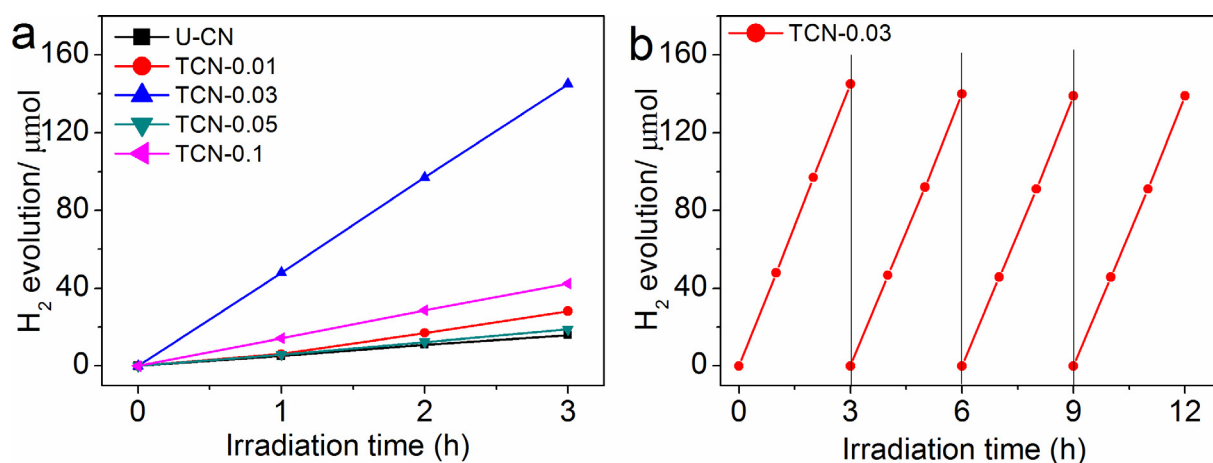 a
U-CN
TCN-0.01
TCN-0.03
TCN-0.05
TCN-0.1
H2 evolution/ μmol
160
120
80
40
0
0 1 2 3
Irradiation time (h)
b
TCN-0.03
H2 evolution/ μmol
160
120
80
40
0
0 3 6 9 12
Irradiation time (h)